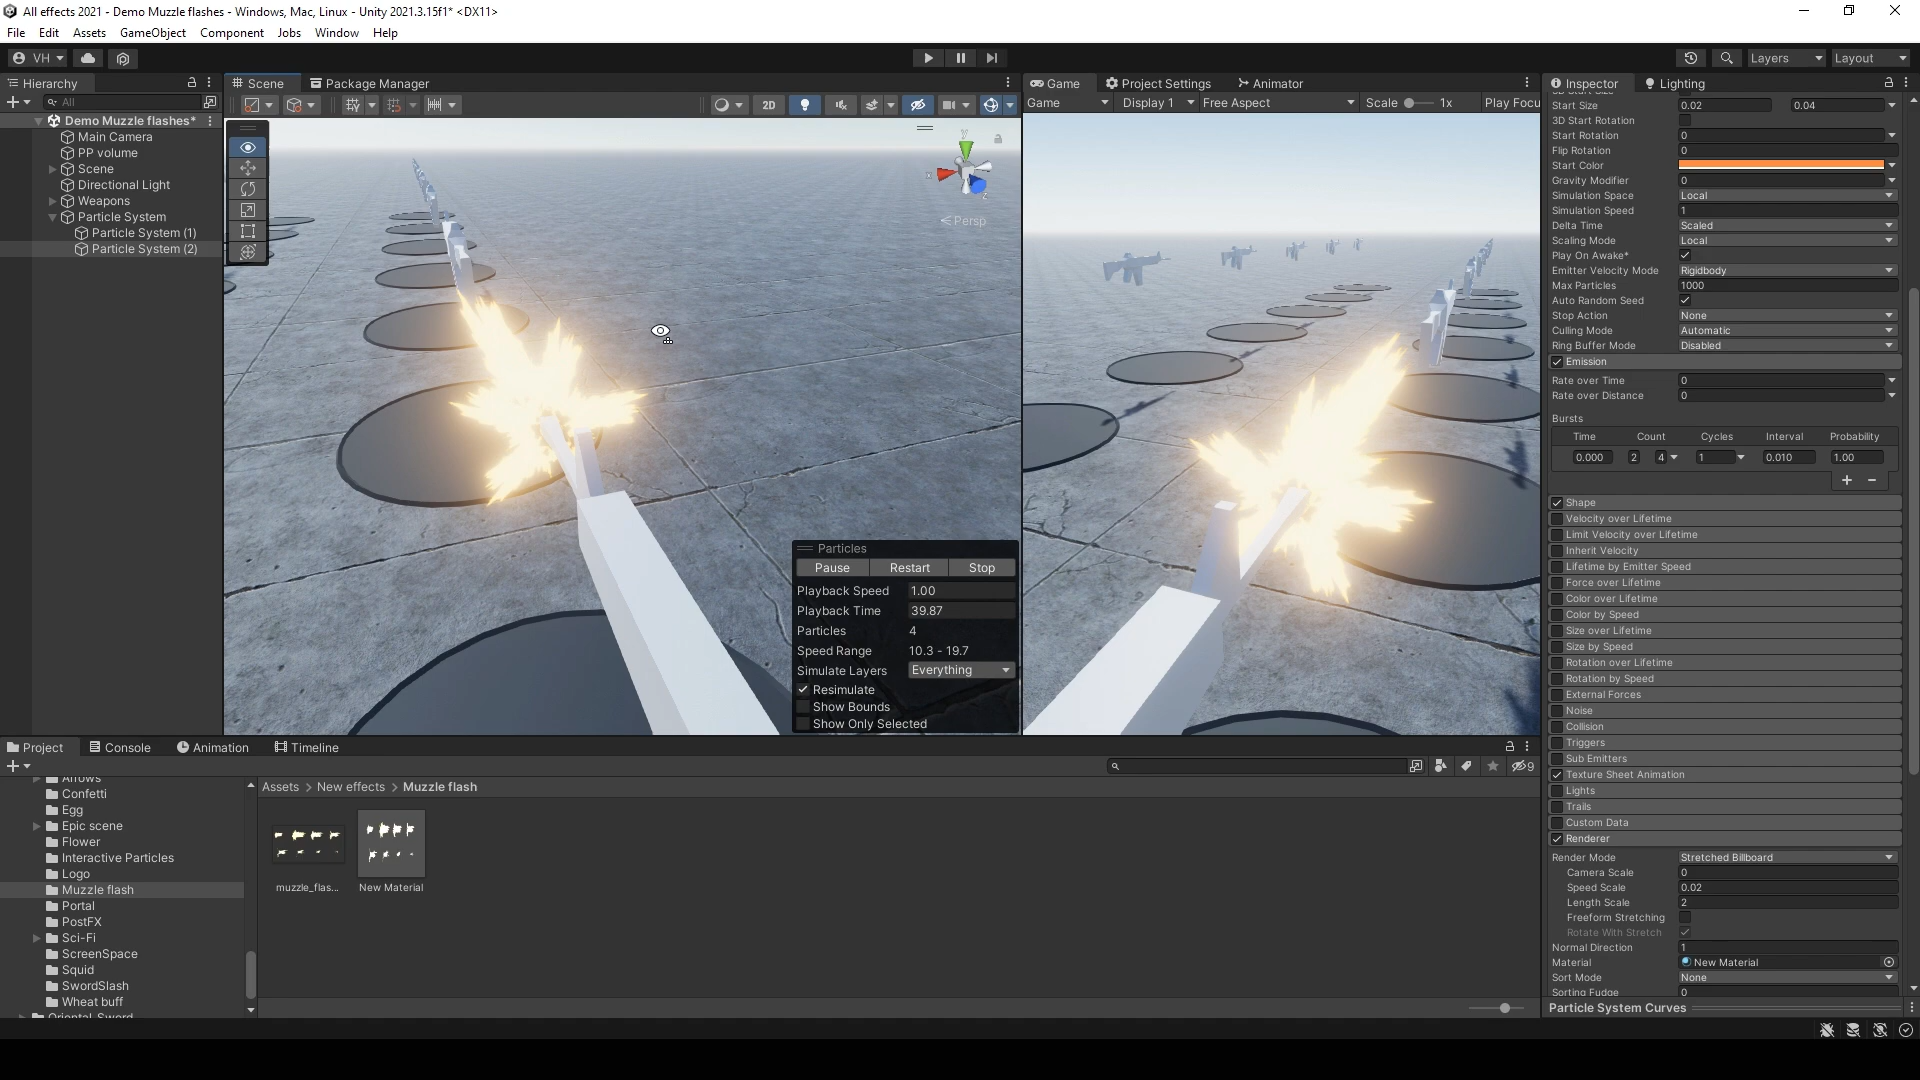 All effects 2021 - Demo Muzzle flashes - Windows, Mac, Linux - Unity 2021.3.15f1* <DX11>
File Edit Assets GameObject Component Jobs Window Help
VH Layers Layout
Hierarchy
All
Demo Muzzle flashes*
Main Camera
PP volume
Scene
Directional Light
Weapons
Particle System
Particle System (1)
Particle System (2)
Scene Package Manager
2D
y
x
z
Persp
Particles
Pause Restart Stop
Playback Speed 1.00
Playback Time 39.87
Particles 4
Speed Range 10.3 - 19.7
Simulate Layers Everything
Resimulate
Show Bounds
Show Only Selected
Game Project Settings Animator
Game Display 1 Free Aspect Scale 1x Play Focu
Inspector Lighting
Start Size 0.02 0.04
3D Start Rotation
Start Rotation 0
Flip Rotation 0
Start Color
Gravity Modifier 0
Simulation Space Local
Simulation Speed 1
Delta Time Scaled
Scaling Mode Local
Play On Awake*
Emitter Velocity Mode Rigidbody
Max Particles 1000
Auto Random Seed
Stop Action None
Culling Mode Automatic
Ring Buffer Mode Disabled
Emission
Rate over Time 0
Rate over Distance 0
Bursts
Time Count Cycles Interval Probability
0.000 2 4 1 0.010 1.00
Shape
Velocity over Lifetime
Limit Velocity over Lifetime
Inherit Velocity
Lifetime by Emitter Speed
Force over Lifetime
Color over Lifetime
Color by Speed
Size over Lifetime
Size by Speed
Rotation over Lifetime
Rotation by Speed
External Forces
Noise
Collision
Triggers
Sub Emitters
Texture Sheet Animation
Lights
Trails
Custom Data
Renderer
Render Mode Stretched Billboard
Camera Scale 0
Speed Scale 0.02
Length Scale 2
Freeform Stretching
Rotate With Stretch
Normal Direction 1
Material New Material
Sort Mode None
Sorting Fudge 0
Particle System Curves
Project Console Animation Timeline
9
Arrows
Confetti
Egg
Epic scene
Flower
Interactive Particles
Logo
Muzzle flash
Portal
PostFX
Sci-Fi
ScreenSpace
Squid
SwordSlash
Wheat buff
Oriental Sword
Assets > New effects > Muzzle flash
muzzle_flas... New Material